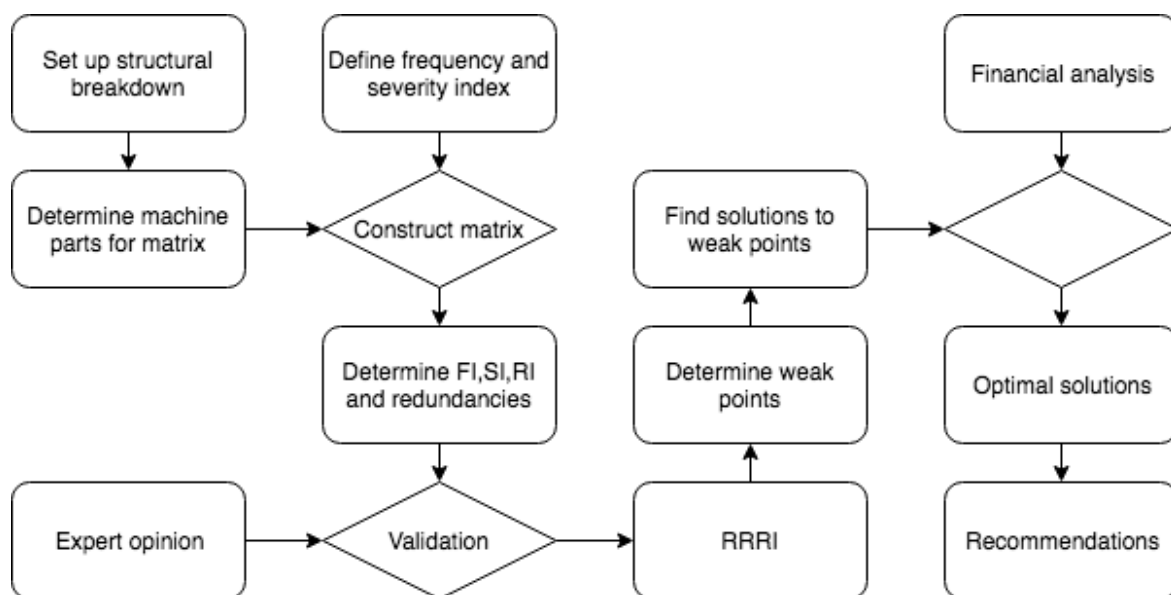 Set up structural
breakdown
Define frequency and
severity index
Financial analysis
Determine machine
parts for matrix
Construct matrix
Find solutions to
weak points
Determine FI,SI,RI
and redundancies
Determine weak
points
Optimal solutions
Expert opinion
Validation
RRRI
Recommendations